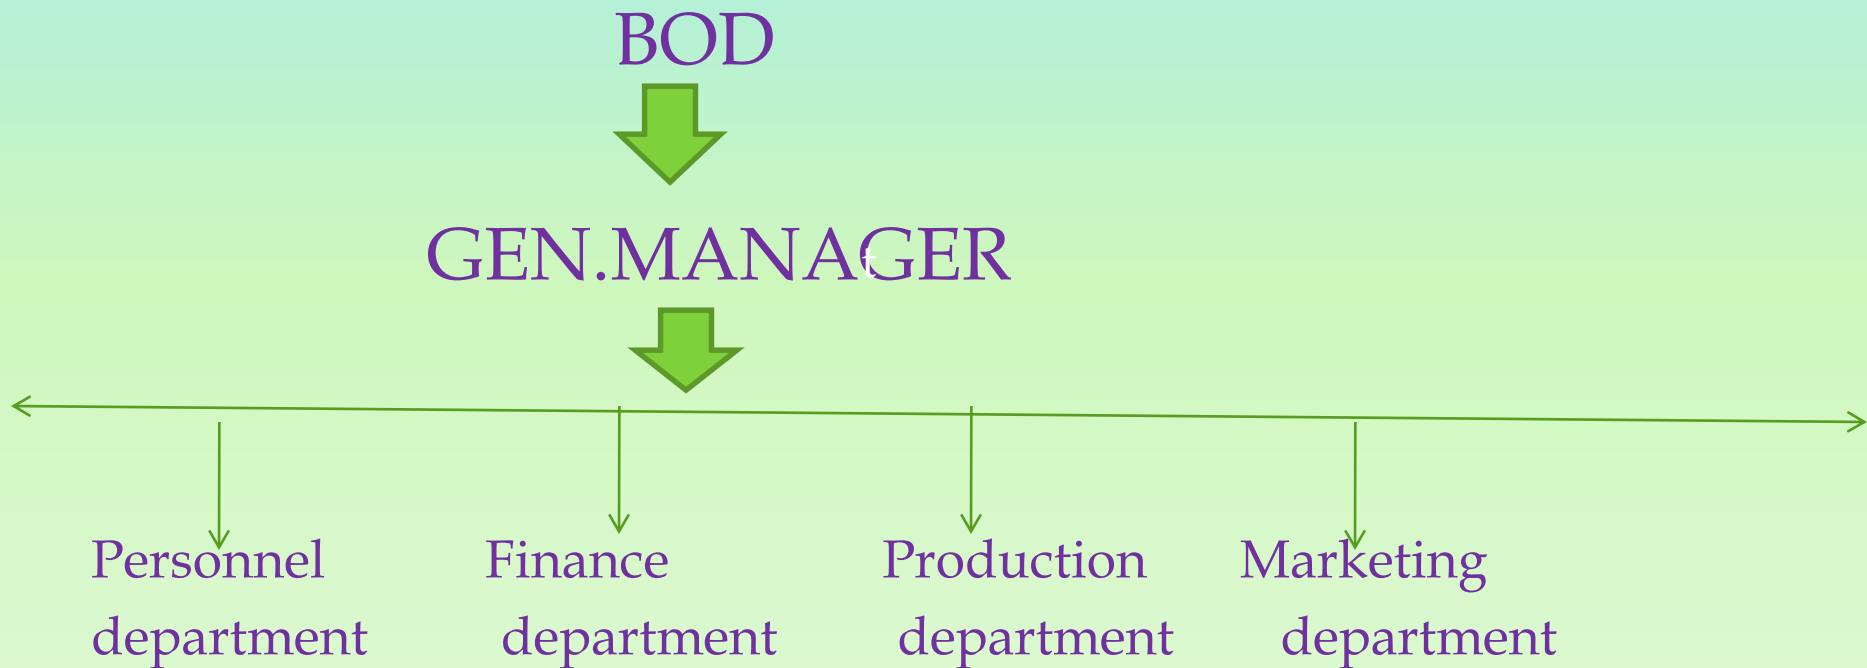 BOD
GEN.MANAGER
t
Personnel Finance Production Marketing
department department department department